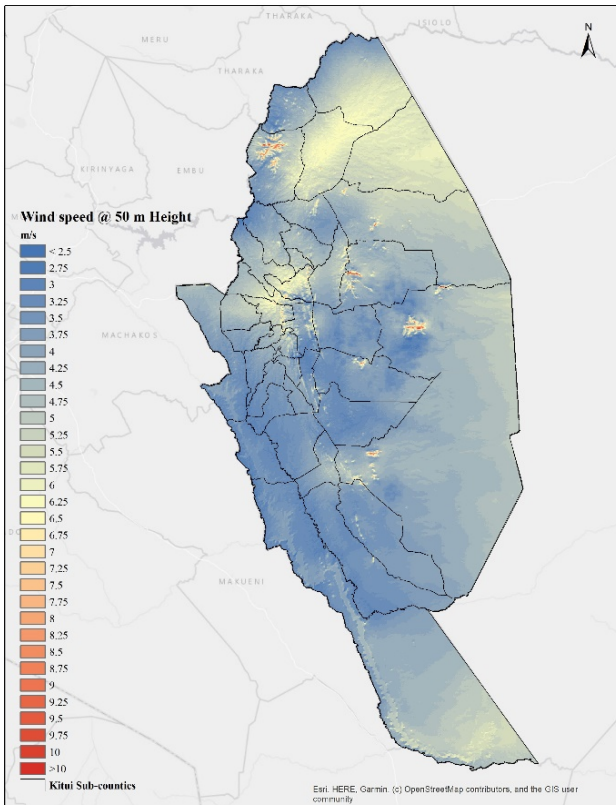 THARAKA
ISIOLO
MERU
N
THARAKA
KIRINYAGA
EMBU
Wind speed @ 50 m Height
m/s
< 2.5
2.75
3
3.25
3.5
3.75
4
4.25
4.5
4.75
5
5.25
5.5
5.75
6
6.25
6.5
6.75
7
7.25
7.5
7.75
8
8.25
8.5
8.75
9
9.25
9.5
9.75
10
>10
Kitui Sub-counties
MACHAKOS
MAKUENI
Esri, HERE, Garmin, (c) OpenStreetMap contributors, and the GIS user
community